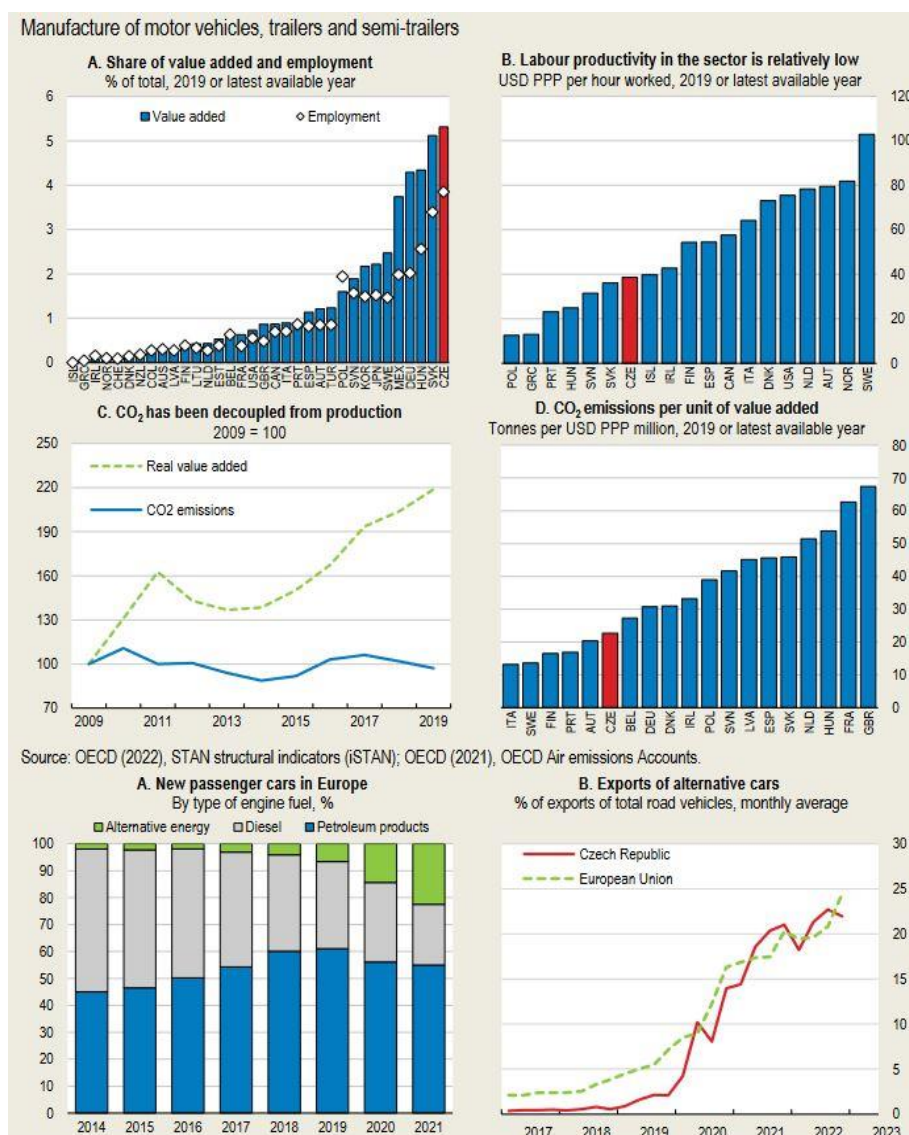 Manufacture of motor vehicles, trailers and semi-trailers
A. Share of value added and employment
% of total, 2019 or latest available year
6
5
4
3
2
1
0
Value added
Employment
ISL
GRC
IRL
NOR
CHE
DNK
NZL
COL
AUS
LVA
FIN
LTU
NLD
EST
BEL
FRA
USA
GBR
CAN
ITA
PRT
ESP
AUT
TUR
POL
SVN
KOR
JPN
SWE
MEX
DEU
HUN
SVK
CZE
B. Labour productivity in the sector is relatively low
USD PPP per hour worked, 2019 or latest available year
120
100
80
60
40
20
0
POL
GRC
PRT
HUN
SVN
SVK
CZE
ISL
IRL
FIN
ESP
CAN
ITA
DNK
USA
NLD
AUT
NOR
SWE
C. CO2 has been decoupled from production
2009 = 100
250
220
190
160
130
100
70
Real value added
CO2 emissions
2009
2011
2013
2015
2017
2019
D. CO2 emissions per unit of value added
Tonnes per USD PPP million, 2019 or latest available year
80
70
60
50
40
30
20
10
0
ITA
SWE
FIN
PRT
AUT
CZE
BEL
DEU
DNK
IRL
POL
SVN
LVA
ESP
SVK
NLD
HUN
FRA
GBR
Source: OECD (2022), STAN structural indicators (iSTAN); OECD (2021), OECD Air emissions Accounts.
A. New passenger cars in Europe
By type of engine fuel, %
Alternative energy
Diesel
Petroleum products
100
90
80
70
60
50
40
30
20
10
0
2014
2015
2016
2017
2018
2019
2020
2021
B. Exports of alternative cars
% of exports of total road vehicles, monthly average
30
25
20
15
10
5
0
Czech Republic
European Union
2017
2018
2019
2020
2021
2022
2023